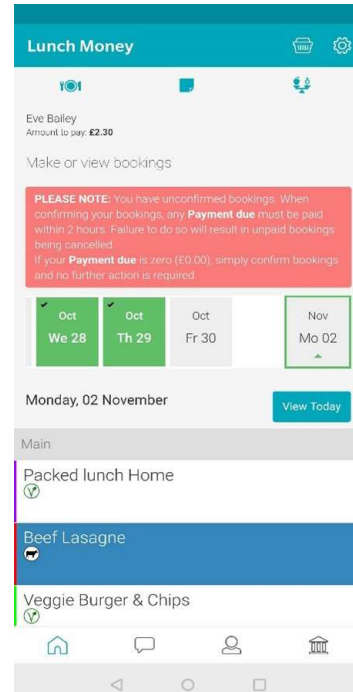 Lunch Money
Eve Bailey
Amount to pay: £2.30
Make or view bookings
PLEASE NOTE: You have unconfirmed bookings. When
confirming your bookings, any Payment due must be paid
within 2 hours. Failure to do so will result in unpaid bookings
being cancelled
If your Payment due is zero (£0.00), simply confirm bookings
and no further action is required.
Oct Oct Oct Nov
We 28 Th 29 Fr 30 Mo 02
Monday, 02 November
View Today
Main
Packed lunch Home
Beef Lasagne
Veggie Burger & Chips